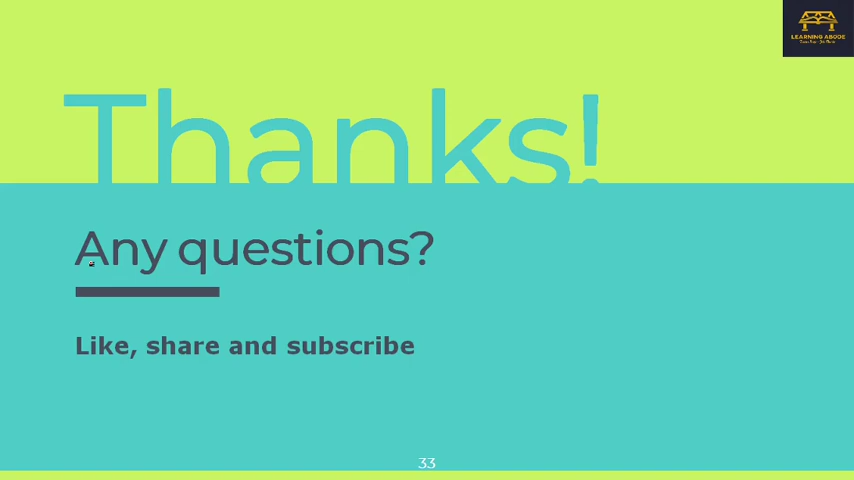 LEARNING ABODE
Thanks!
Any questions?
Like, share and subscribe
33